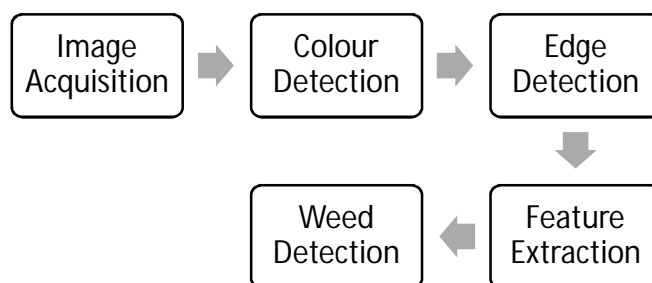 Image
Acquisition
Colour
Detection
Edge
Detection
Feature
Extraction
Weed
Detection